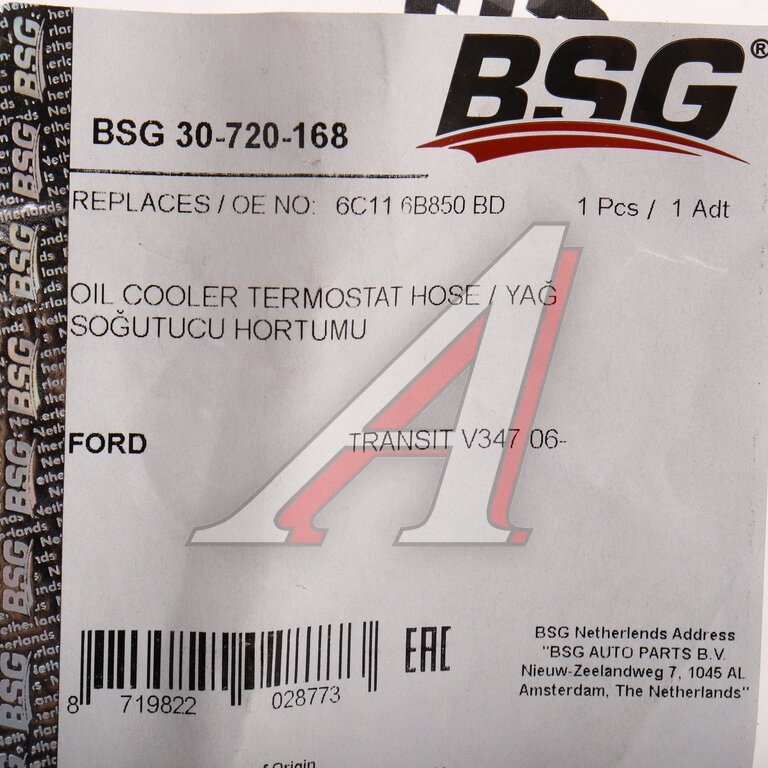 BSG®
BSG 30-720-168
REPLACES / OE NO: 6C11 6B850 BD 1 Pcs / 1 Adt
OIL COOLER TERMOSTAT HOSE / YAĞ
SOĞUTUCU HORTUMU
FORD TRANSIT V347 06-
EAC
8 719822 028773
BSG Netherlends Address
"BSG AUTO PARTS B.V.
Nieuw-Zeelandweg 7, 1045 AL
Amsterdam, The Netherlands"
Origin